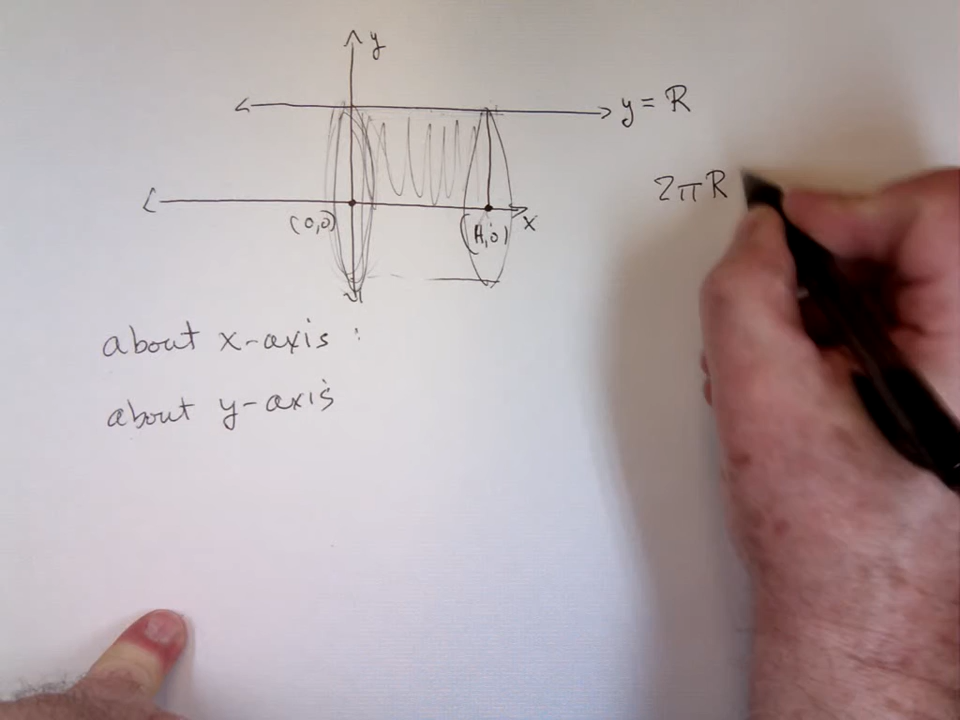 y
y = R
2πR
(0,0)
(H,0)
x
about x-axis :
about y-axis